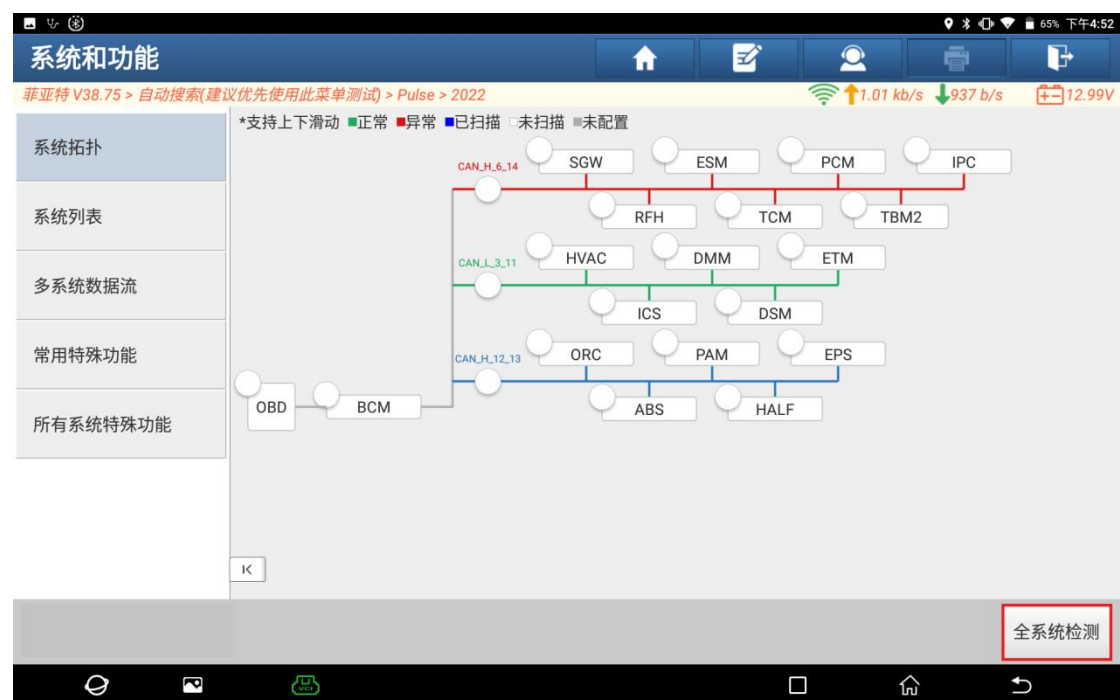 65% 下午4:52
系统和功能
菲亚特 V38.75 > 自动搜索(建议优先使用此菜单测试) > Pulse > 2022
1.01 kb/s 937 b/s 12.99V
*支持上下滑动 正常 异常 已扫描 未扫描 未配置
系统拓扑
系统列表
多系统数据流
常用特殊功能
所有系统特殊功能
CAN_H_6_14
SGW ESM PCM IPC
RFH TCM TBM2
CAN_L_3_11
HVAC DMM ETM
ICS DSM
CAN_H_12_13
ORC PAM EPS
ABS HALF
OBD BCM
全系统检测
VCI